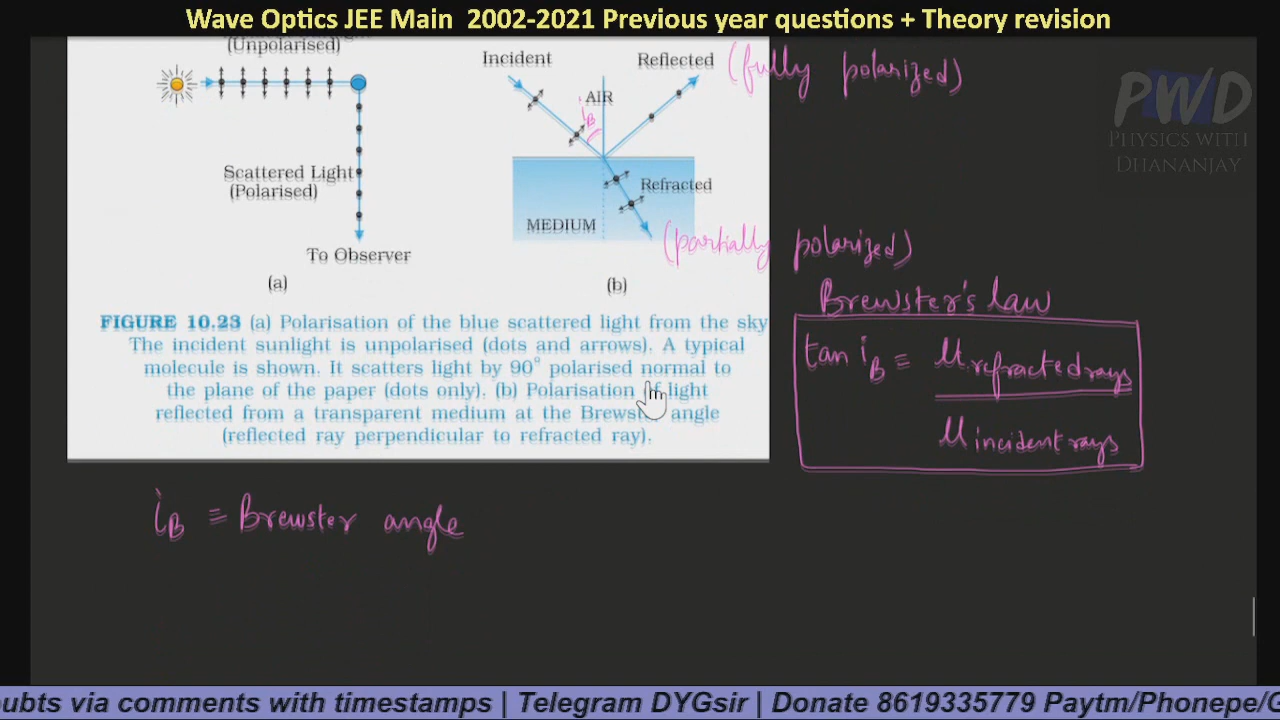 Wave Optics JEE Main 2002-2021 Previous year questions + Theory revision
(Unpolarised)
Scattered Light
(Polarised)
To Observer
(a)
Incident
Reflected
(fully polarized)
AIR
iB
Refracted
MEDIUM
(partially polarized)
(b)
PWD
PHYSICS WITH
DHANANJAY
FIGURE 10.23 (a) Polarisation of the blue scattered light from the sky
The incident sunlight is unpolarised (dots and arrows). A typical
molecule is shown. It scatters light by 90° polarised normal to
the plane of the paper (dots only). (b) Polarisation of light
reflected from a transparent medium at the Brewster angle
(reflected ray perpendicular to refracted ray).
Brewster's law
tan iB = μ refracted rays
μ incident rays
iB = Brewster angle
oubts via comments with timestamps | Telegram DYGsir | Donate 8619335779 Paytm/Phonepe/G